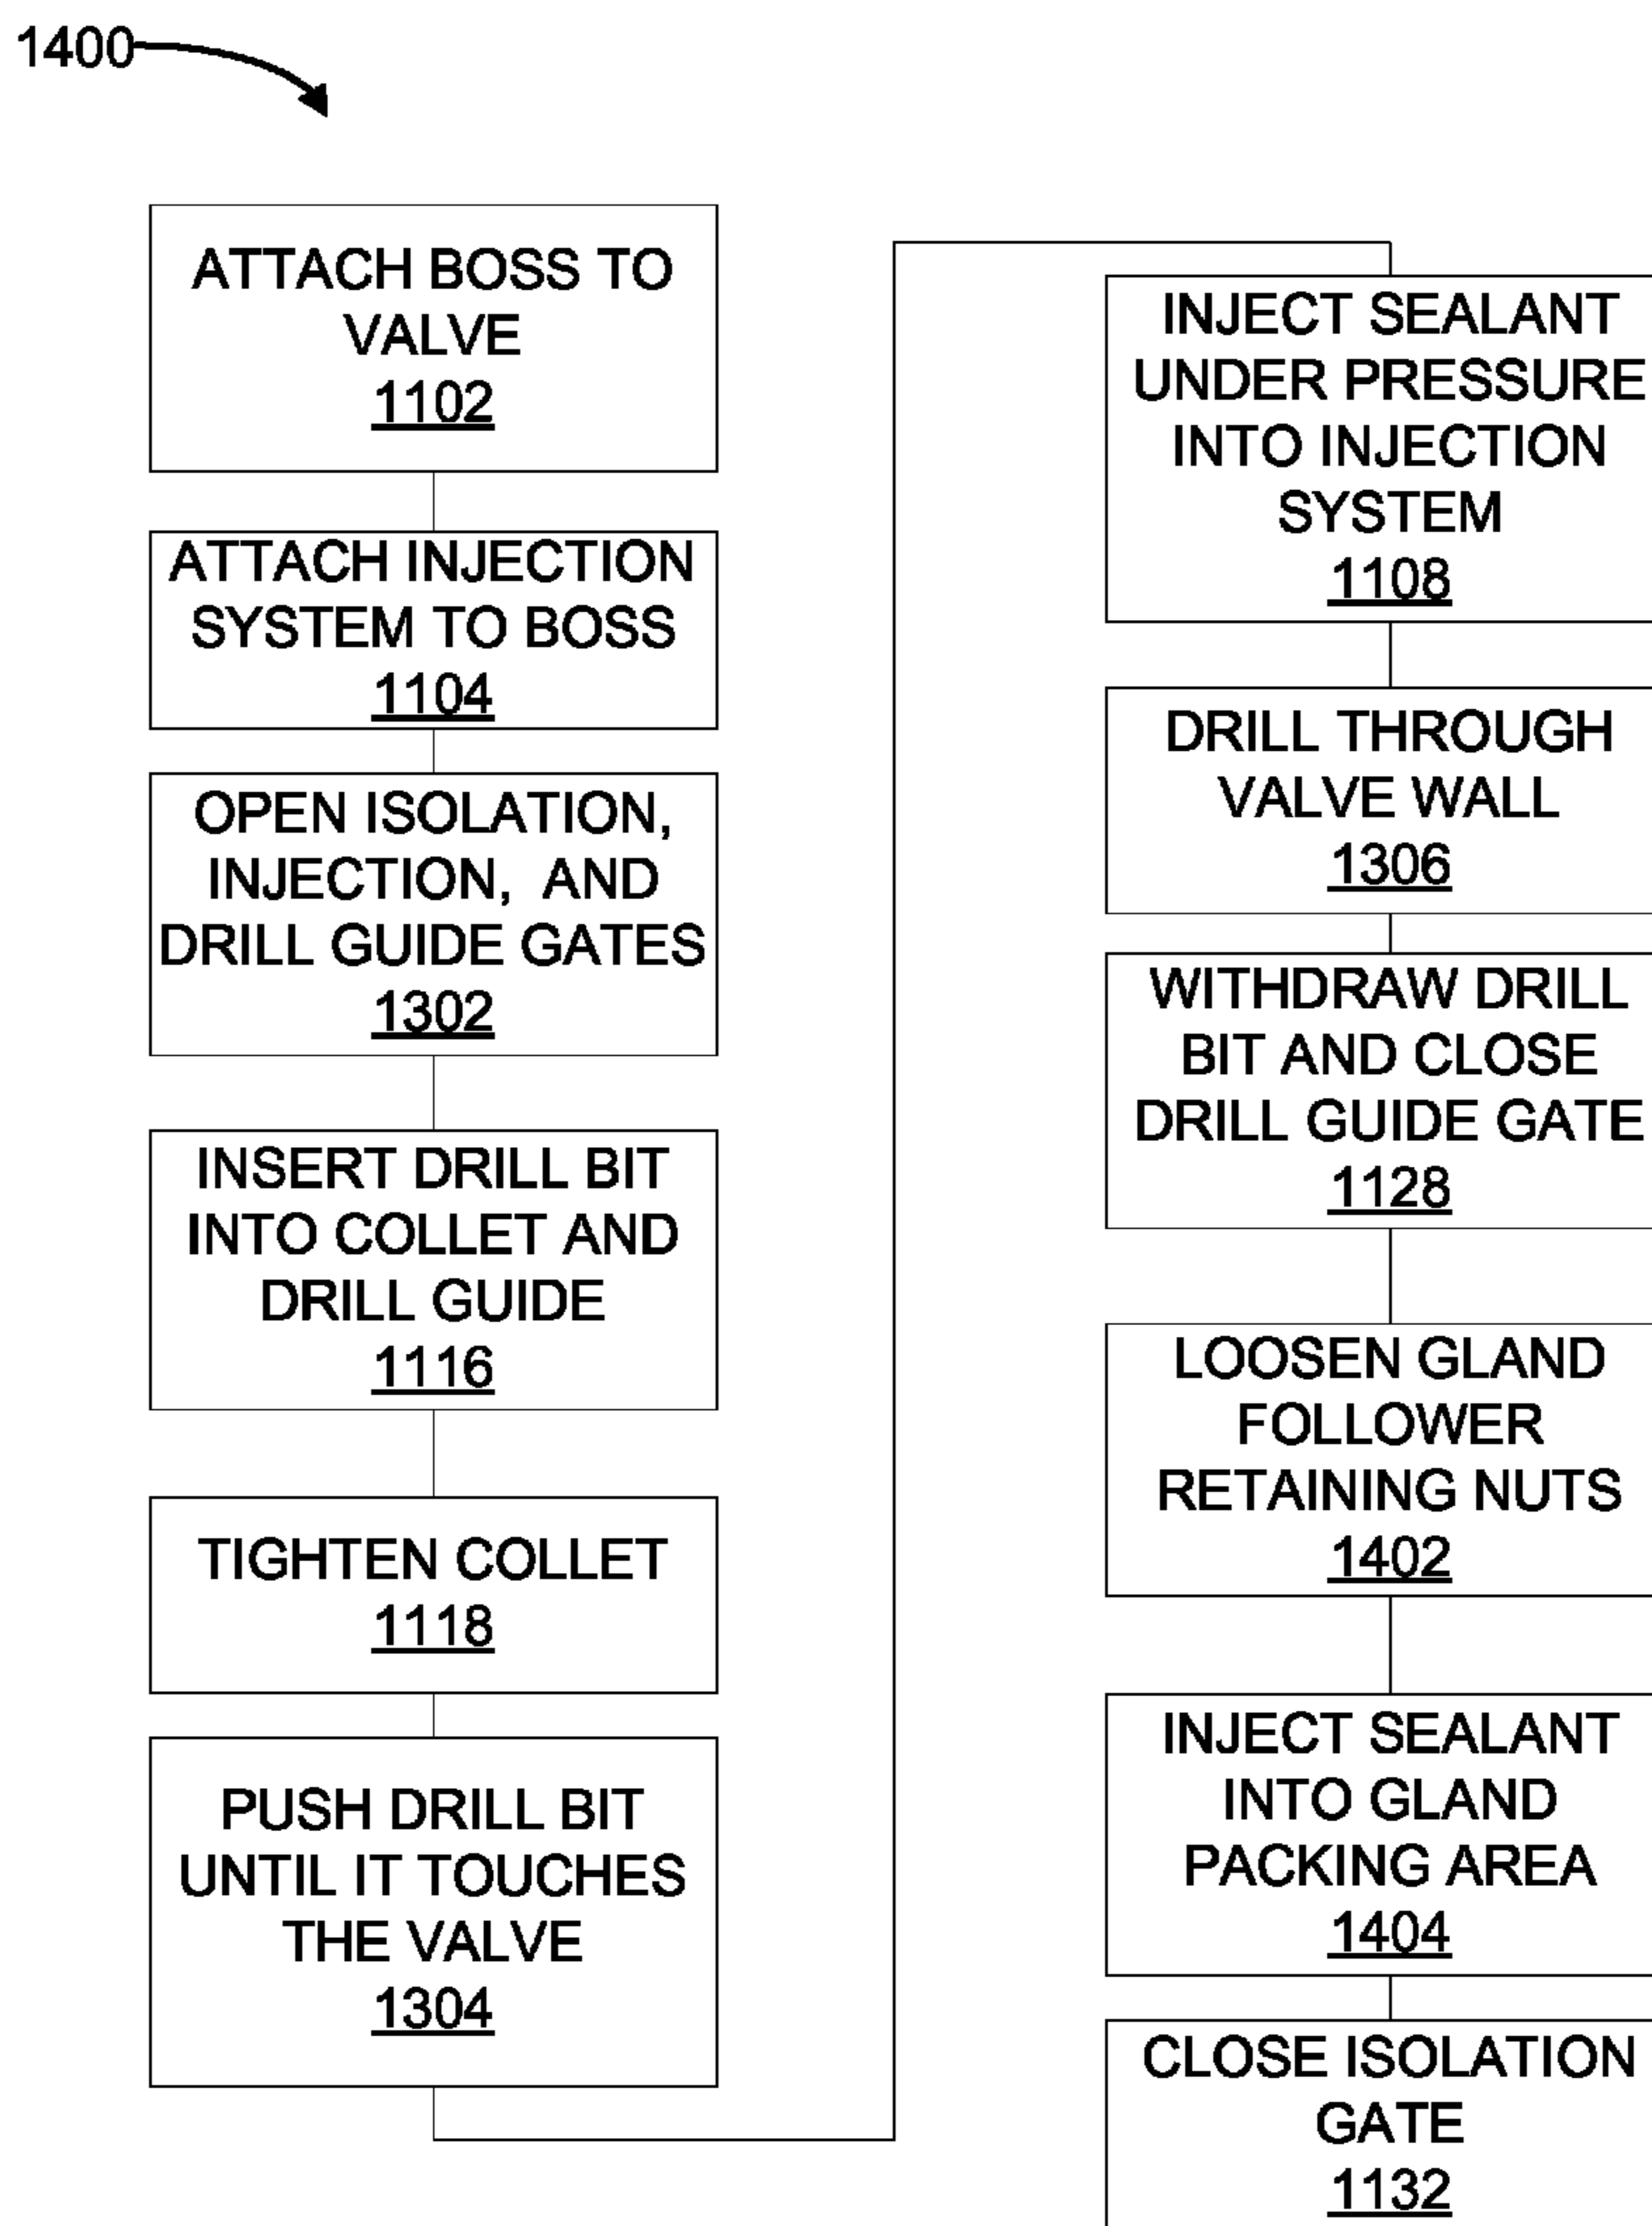 1400
ATTACH BOSS TO
VALVE
1102
ATTACH INJECTION
SYSTEM TO BOSS
1104
OPEN ISOLATION,
INJECTION, AND
DRILL GUIDE GATES
1302
INSERT DRILL BIT
INTO COLLET AND
DRILL GUIDE
1116
TIGHTEN COLLET
1118
PUSH DRILL BIT
UNTIL IT TOUCHES
THE VALVE
1304
INJECT SEALANT
UNDER PRESSURE
INTO INJECTION
SYSTEM
1108
DRILL THROUGH
VALVE WALL
1306
WITHDRAW DRILL
BIT AND CLOSE
DRILL GUIDE GATE
1128
LOOSEN GLAND
FOLLOWER
RETAINING NUTS
1402
INJECT SEALANT
INTO GLAND
PACKING AREA
1404
CLOSE ISOLATION
GATE
1132